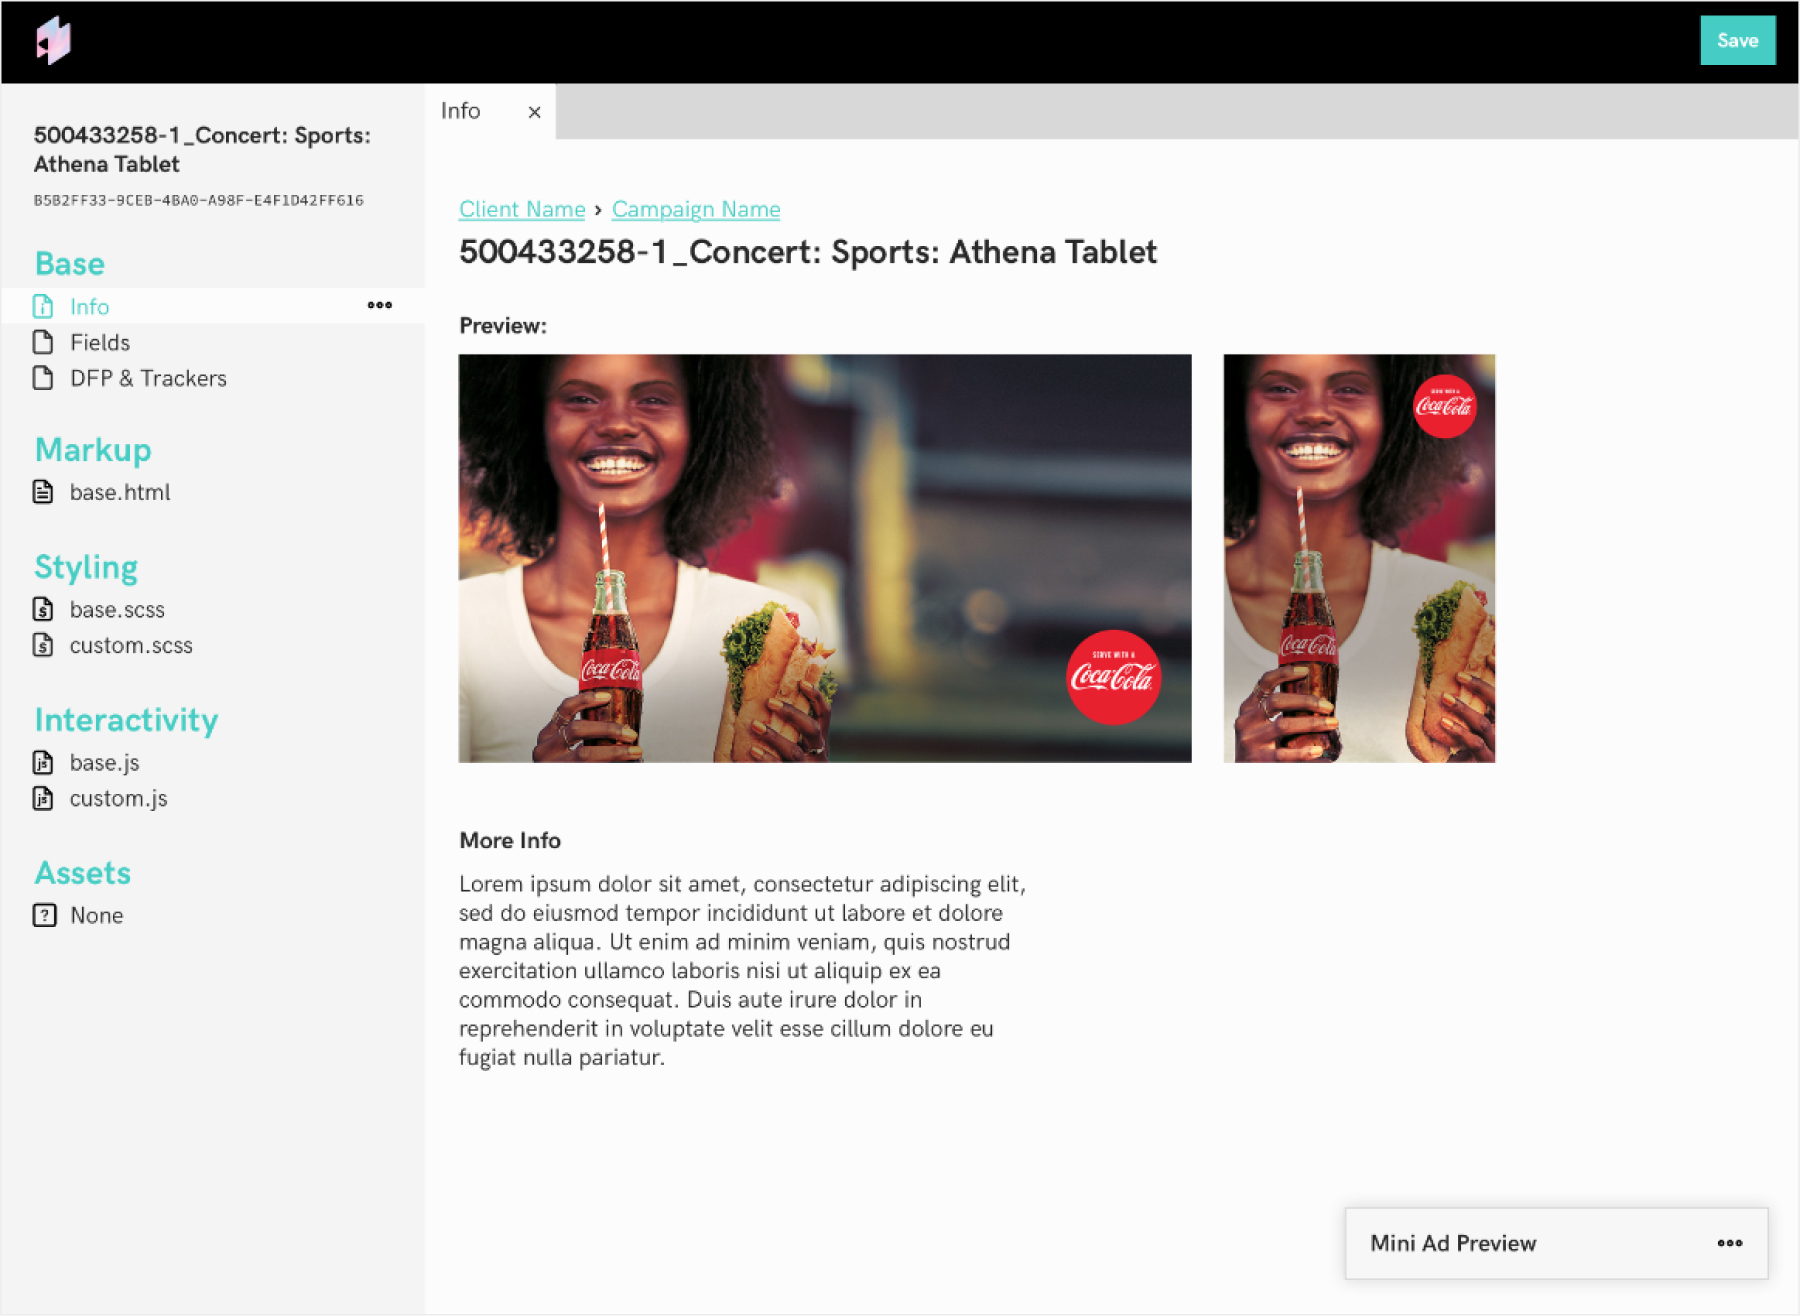 Save
500433258-1_Concert: Sports:
Athena Tablet
B5B2FF33-9CEB-4BA0-A98F-E4F1D42FF616
Base
Info
Fields
DFP & Trackers
Markup
base.html
Styling
base.scss
custom.scss
Interactivity
base.js
custom.js
Assets
None
Info
Client Name › Campaign Name
500433258-1_Concert: Sports: Athena Tablet
Preview:
Coca-Cola
SERVE WITH A
Coca-Cola
SERVE WITH A
Coca-Cola
Coca-Cola
More Info
Lorem ipsum dolor sit amet, consectetur adipiscing elit,
sed do eiusmod tempor incididunt ut labore et dolore
magna aliqua. Ut enim ad minim veniam, quis nostrud
exercitation ullamco laboris nisi ut aliquip ex ea
commodo consequat. Duis aute irure dolor in
reprehenderit in voluptate velit esse cillum dolore eu
fugiat nulla pariatur.
Mini Ad Preview